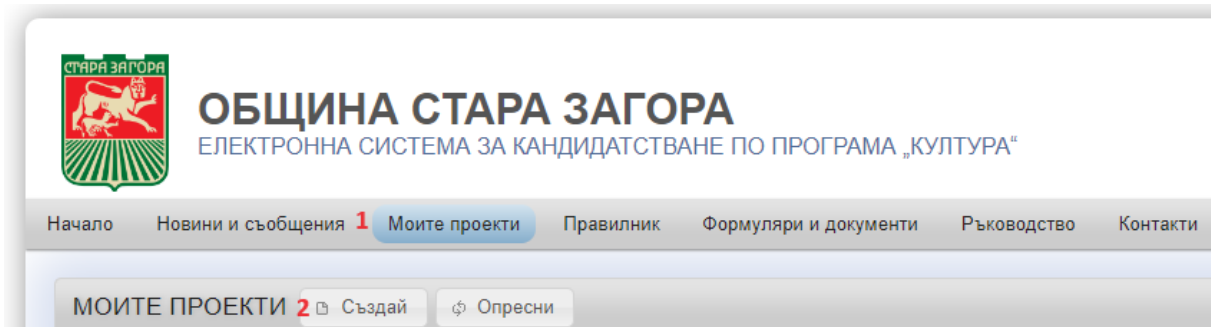 СТАРА ЗАГОРА
ОБЩИНА СТАРА ЗАГОРА
ЕЛЕКТРОННА СИСТЕМА ЗА КАНДИДАТСТВАНЕ ПО ПРОГРАМА „КУЛТУРА“
Начало Новини и съобщения 1 Моите проекти Правилник Формуляри и документи Ръководство Контакти
МОИТЕ ПРОЕКТИ 2 Създай Опресни